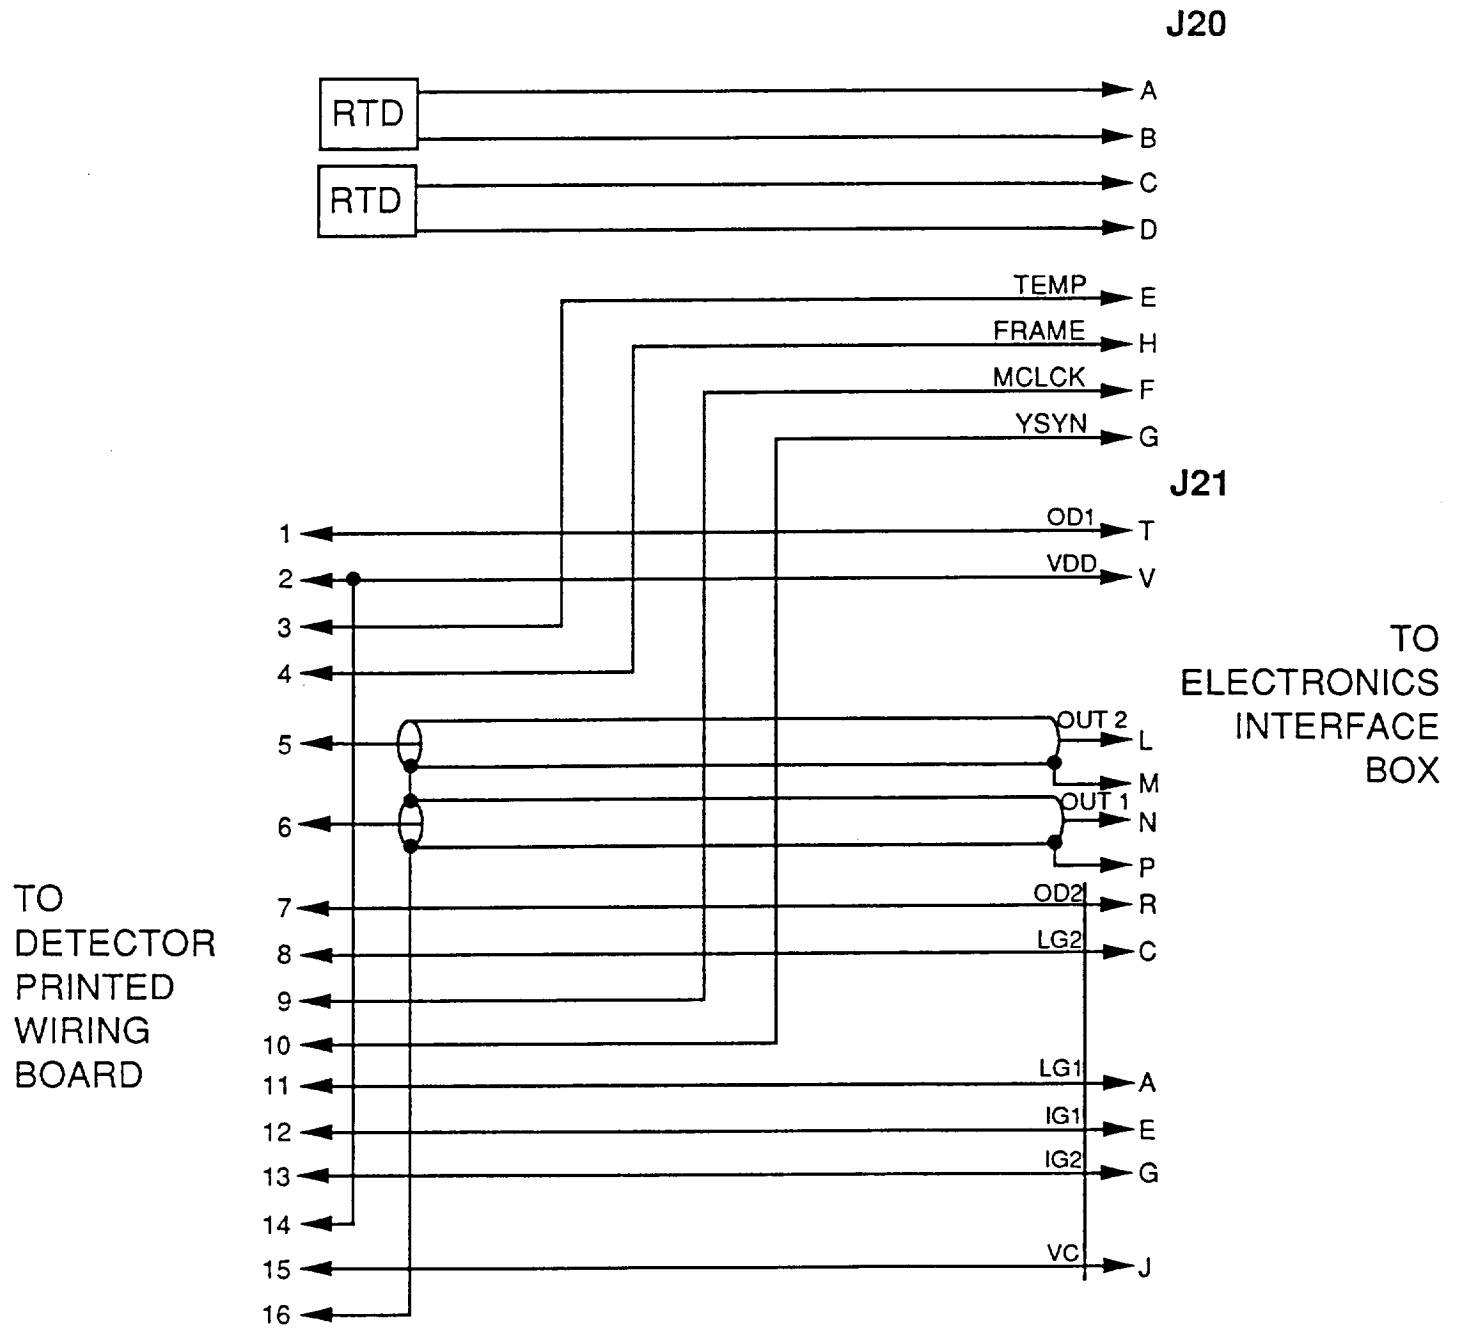 J20
RTD A
B
RTD C
D
TEMP E
FRAME H
MCLCK F
YSYN G
J21
1 OD1 T
2 VDD V
3
4
5 OUT 2 L
M
6 OUT 1 N
P
7 OD2 R
8 LG2 C
9
10
11 LG1 A
12 IG1 E
13 IG2 G
14
15 VC J
16
TO
DETECTOR
PRINTED
WIRING
BOARD
TO
ELECTRONICS
INTERFACE
BOX